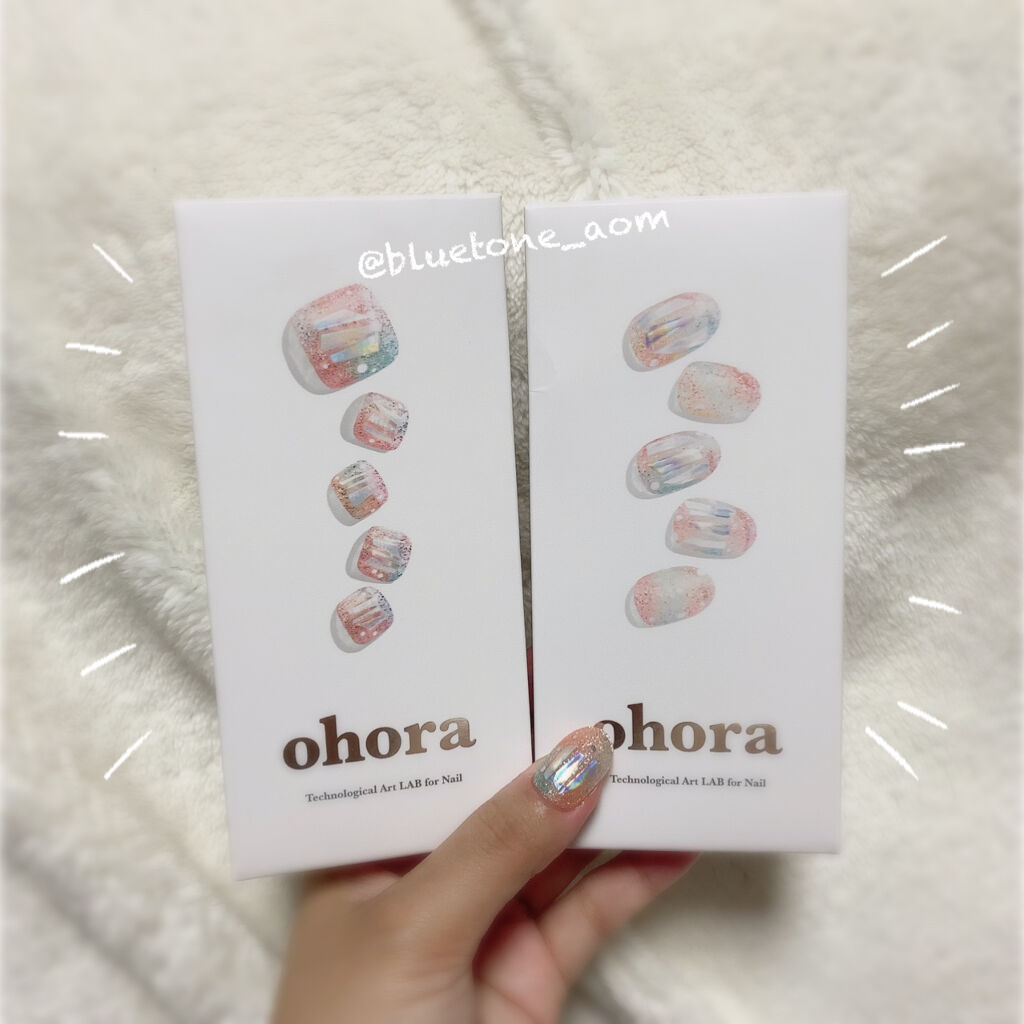 @bluetone_aom
ohora
Technological Art LAB for Nail
ohora
Technological Art LAB for Nail